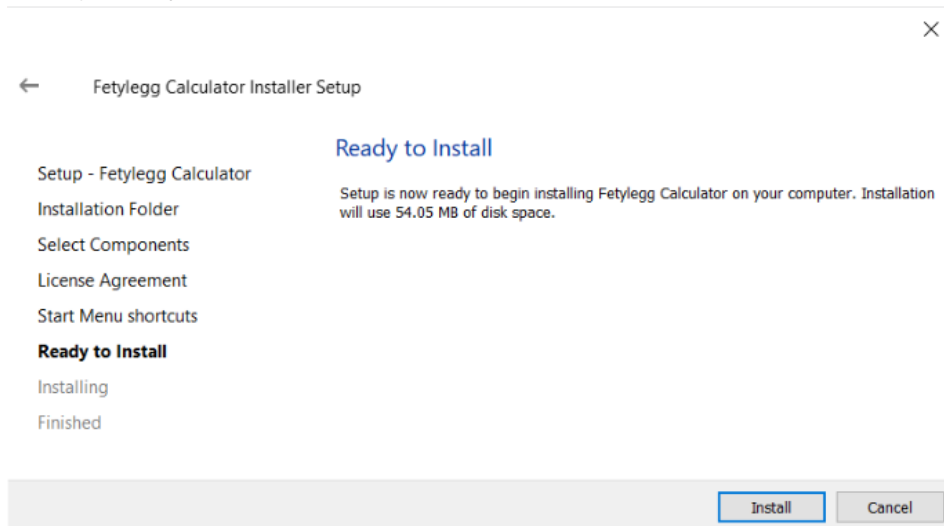 Fetylegg Calculator Installer Setup
Setup - Fetylegg Calculator
Installation Folder
Select Components
License Agreement
Start Menu shortcuts
Ready to Install
Installing
Finished
Ready to Install
Setup is now ready to begin installing Fetylegg Calculator on your computer. Installation
will use 54.05 MB of disk space.
Install
Cancel